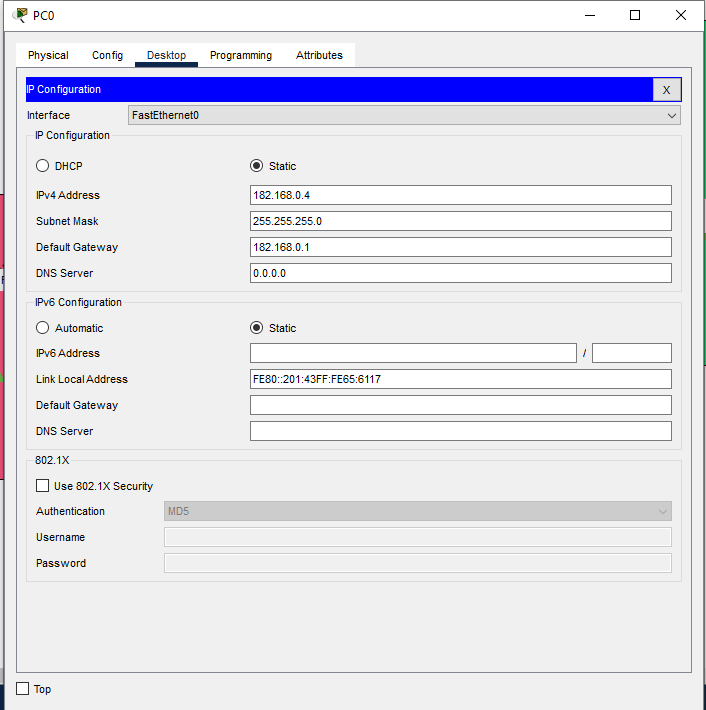 PC0
Physical Config Desktop Programming Attributes
IP Configuration X
Interface FastEthernet0
IP Configuration
DHCP Static
IPv4 Address 182.168.0.4
Subnet Mask 255.255.255.0
Default Gateway 182.168.0.1
DNS Server 0.0.0.0
IPv6 Configuration
Automatic Static
IPv6 Address /
Link Local Address FE80::201:43FF:FE65:6117
Default Gateway
DNS Server
802.1X
Use 802.1X Security
Authentication MD5
Username
Password
Top